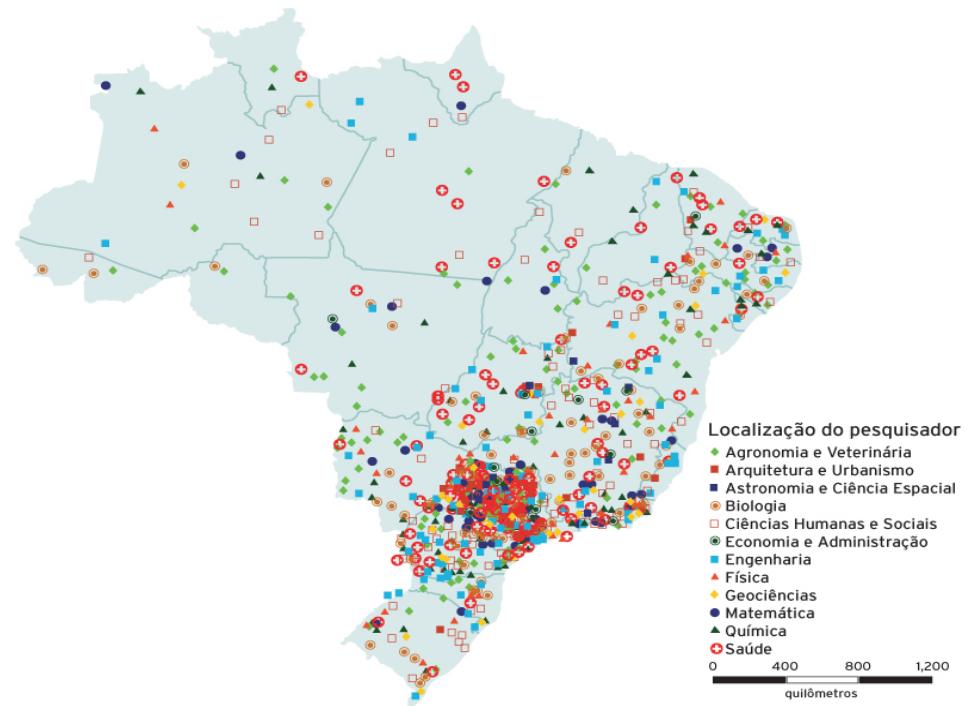 Localização do pesquisador
Agronomia e Veterinária
Arquitetura e Urbanismo
Astronomia e Ciência Espacial
Biologia
Ciências Humanas e Sociais
Economia e Administração
Engenharia
Física
Geociências
Matemática
Química
Saúde
0 400 800 1,200
quilômetros